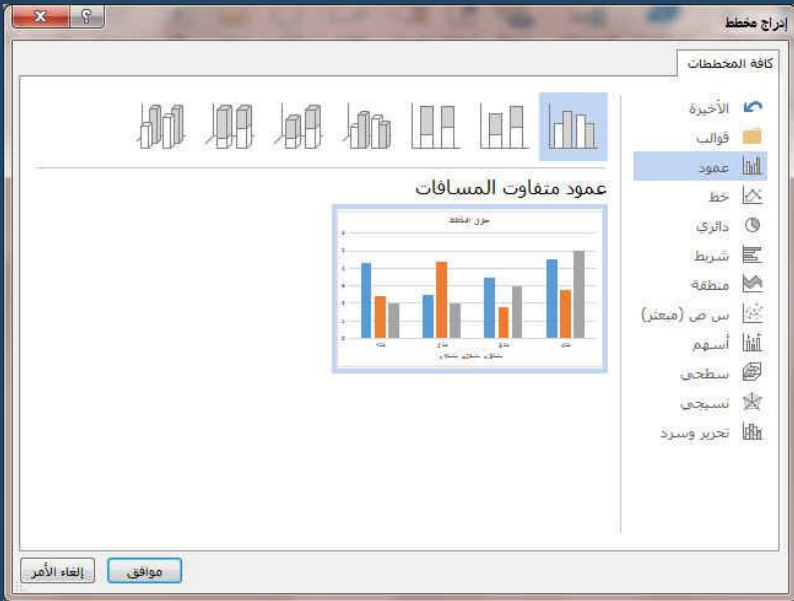 إدراج مخطط
كافة المخططات
الأخيرة
قوالب
عمود
خط
دائري
شريط
منطقة
س ص (مبعثر)
أسهم
سطحي
نسيجي
تحرير وسرد
عمود متفاوت المسافات
موافق
إلغاء الأمر